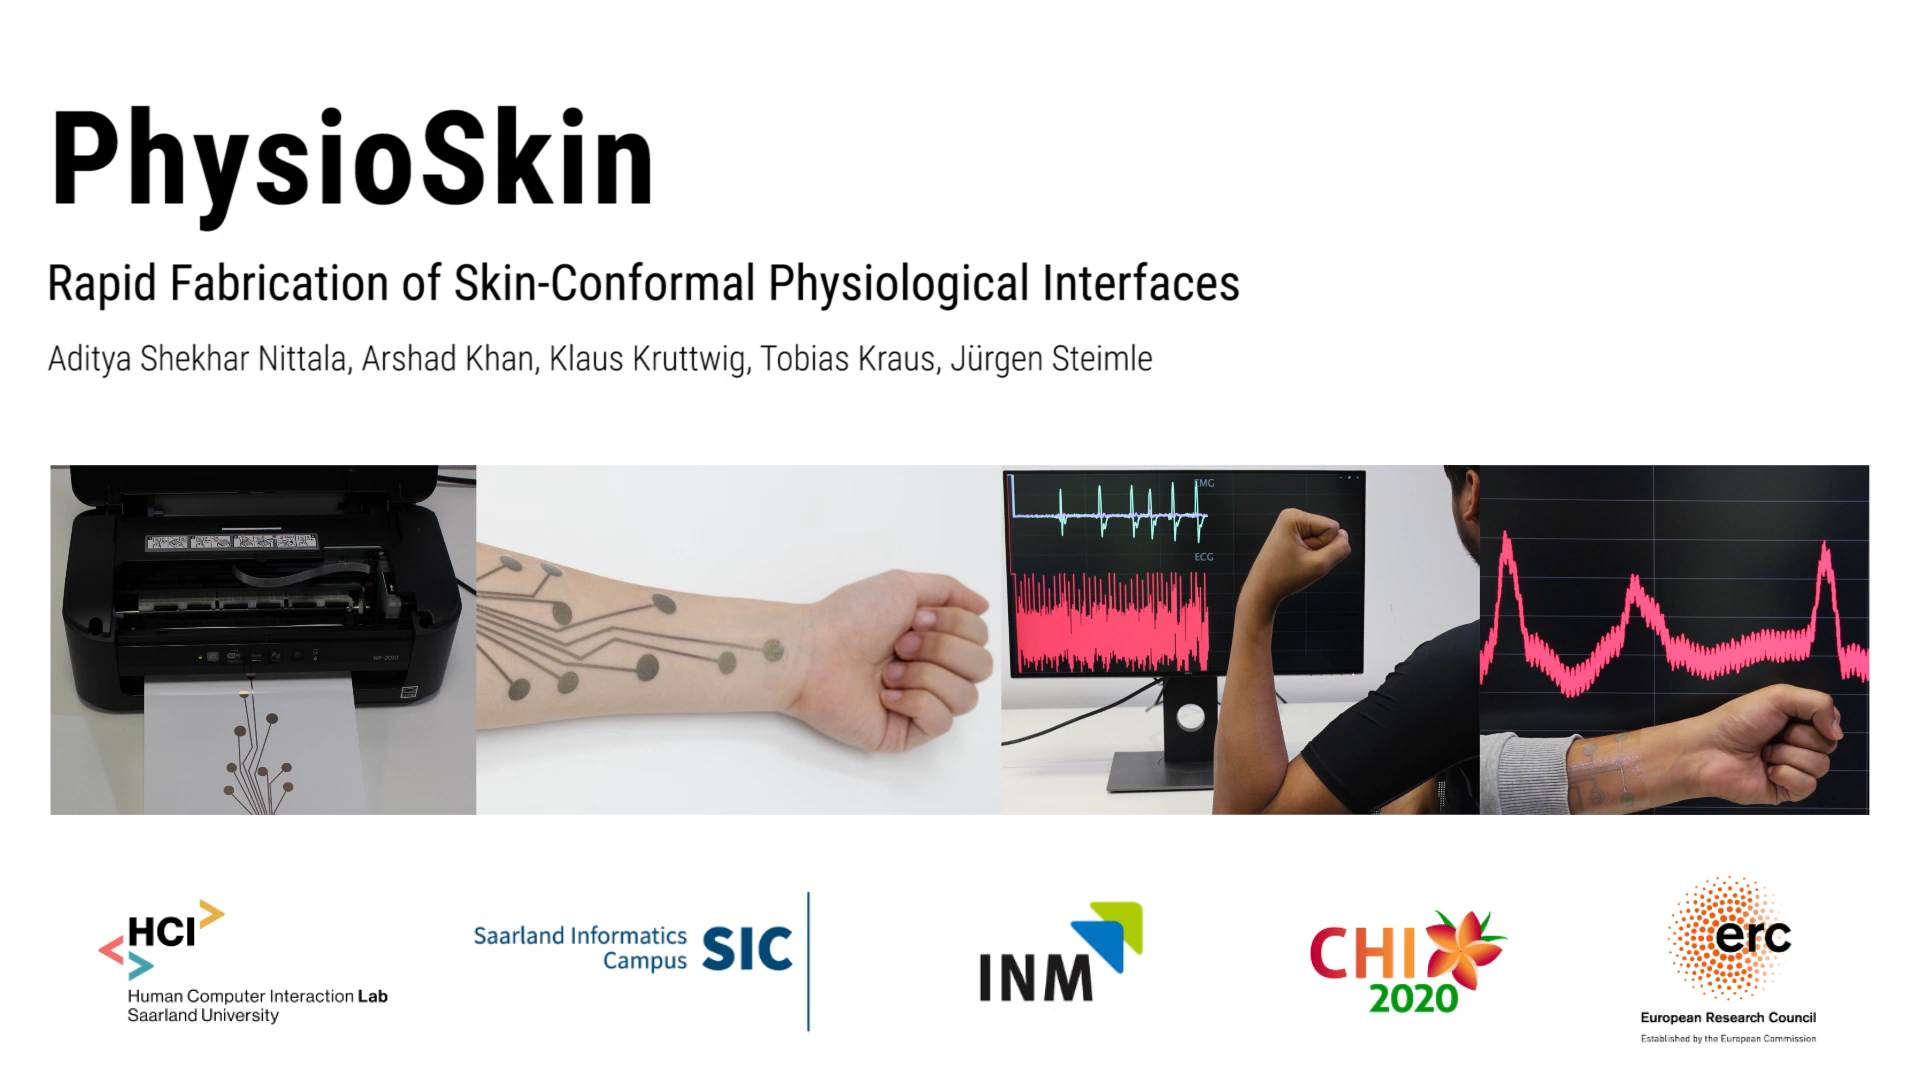 PhysioSkin
Rapid Fabrication of Skin-Conformal Physiological Interfaces
Aditya Shekhar Nittala, Arshad Khan, Klaus Kruttwig, Tobias Kraus, Jürgen Steimle
EMG
ECG
HCI
Human Computer Interaction Lab
Saarland University
Saarland Informatics
Campus
SIC
INM
CHI
2020
erc
European Research Council
Established by the European Commission